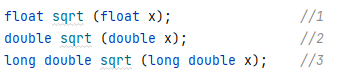 float sqrt (float x); //1
double sqrt (double x); //2
long double sqrt (long double x); //3